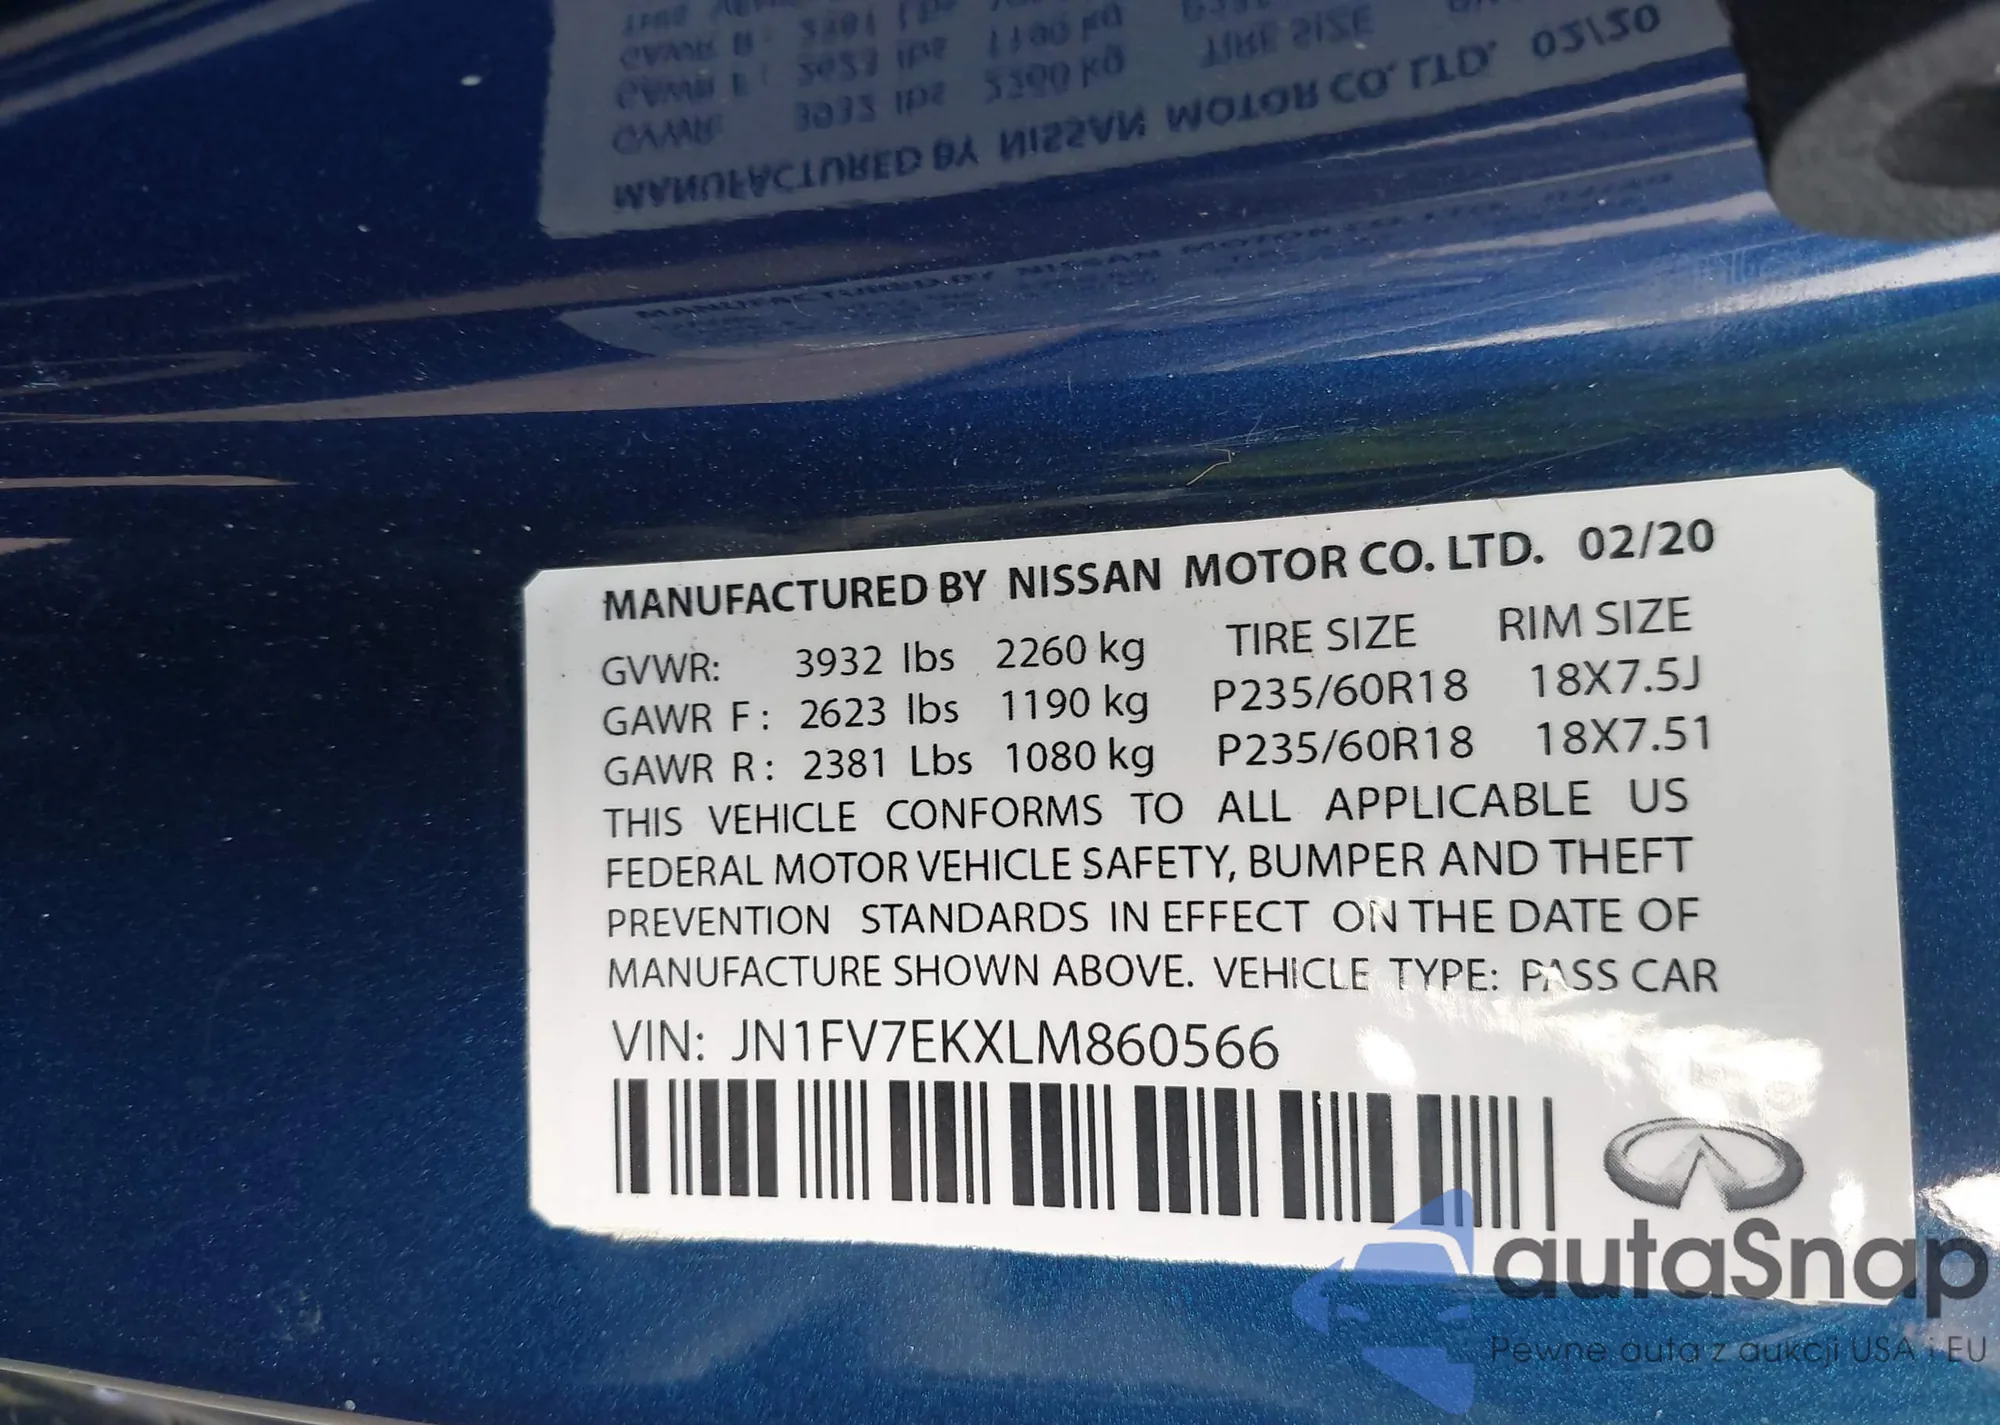 MANUFACTURED BY NISSAN MOTOR CO. LTD. 02/20
GVWR: 3932 lbs 2260 kg TIRE SIZE RIM SIZE
GAWR F: 2623 lbs 1190 kg P235/60R18 18X7.5J
GAWR R: 2381 Lbs 1080 kg P235/60R18 18X7.51
THIS VEHICLE CONFORMS TO ALL APPLICABLE US
FEDERAL MOTOR VEHICLE SAFETY, BUMPER AND THEFT
PREVENTION STANDARDS IN EFFECT ON THE DATE OF
MANUFACTURE SHOWN ABOVE. VEHICLE TYPE: PASS CAR
VIN: JN1FV7EKXLM860566
autaSnap
Pewne auta z aukcji USA i EU